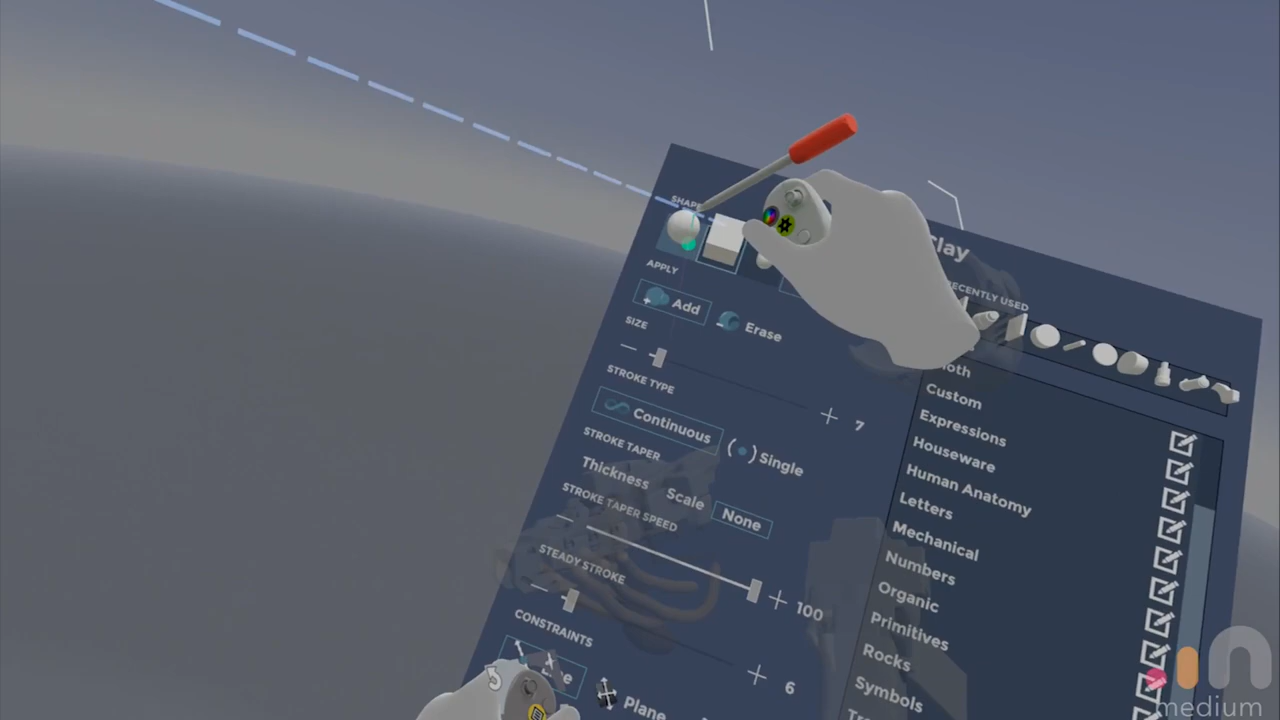 SHAPE
APPLY
Add
Erase
SIZE
7
STROKE TYPE
Continuous
Single
STROKE TAPER
Thickness
Scale
None
STROKE TAPER SPEED
100
STEADY STROKE
6
CONSTRAINTS
Plane
Clay
RECENTLY USED
Custom
Expressions
Houseware
Human Anatomy
Letters
Mechanical
Numbers
Organic
Primitives
Rocks
Symbols
in
medium